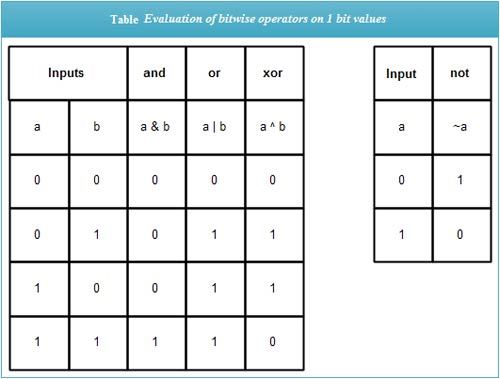 Table Evaluation of bitwise operators on 1 bit values
Inputs and or xor
a b a & b a | b a ^ b
0 0 0 0 0
0 1 0 1 1
1 0 0 1 1
1 1 1 1 0
Input not
a ~a
0 1
1 0